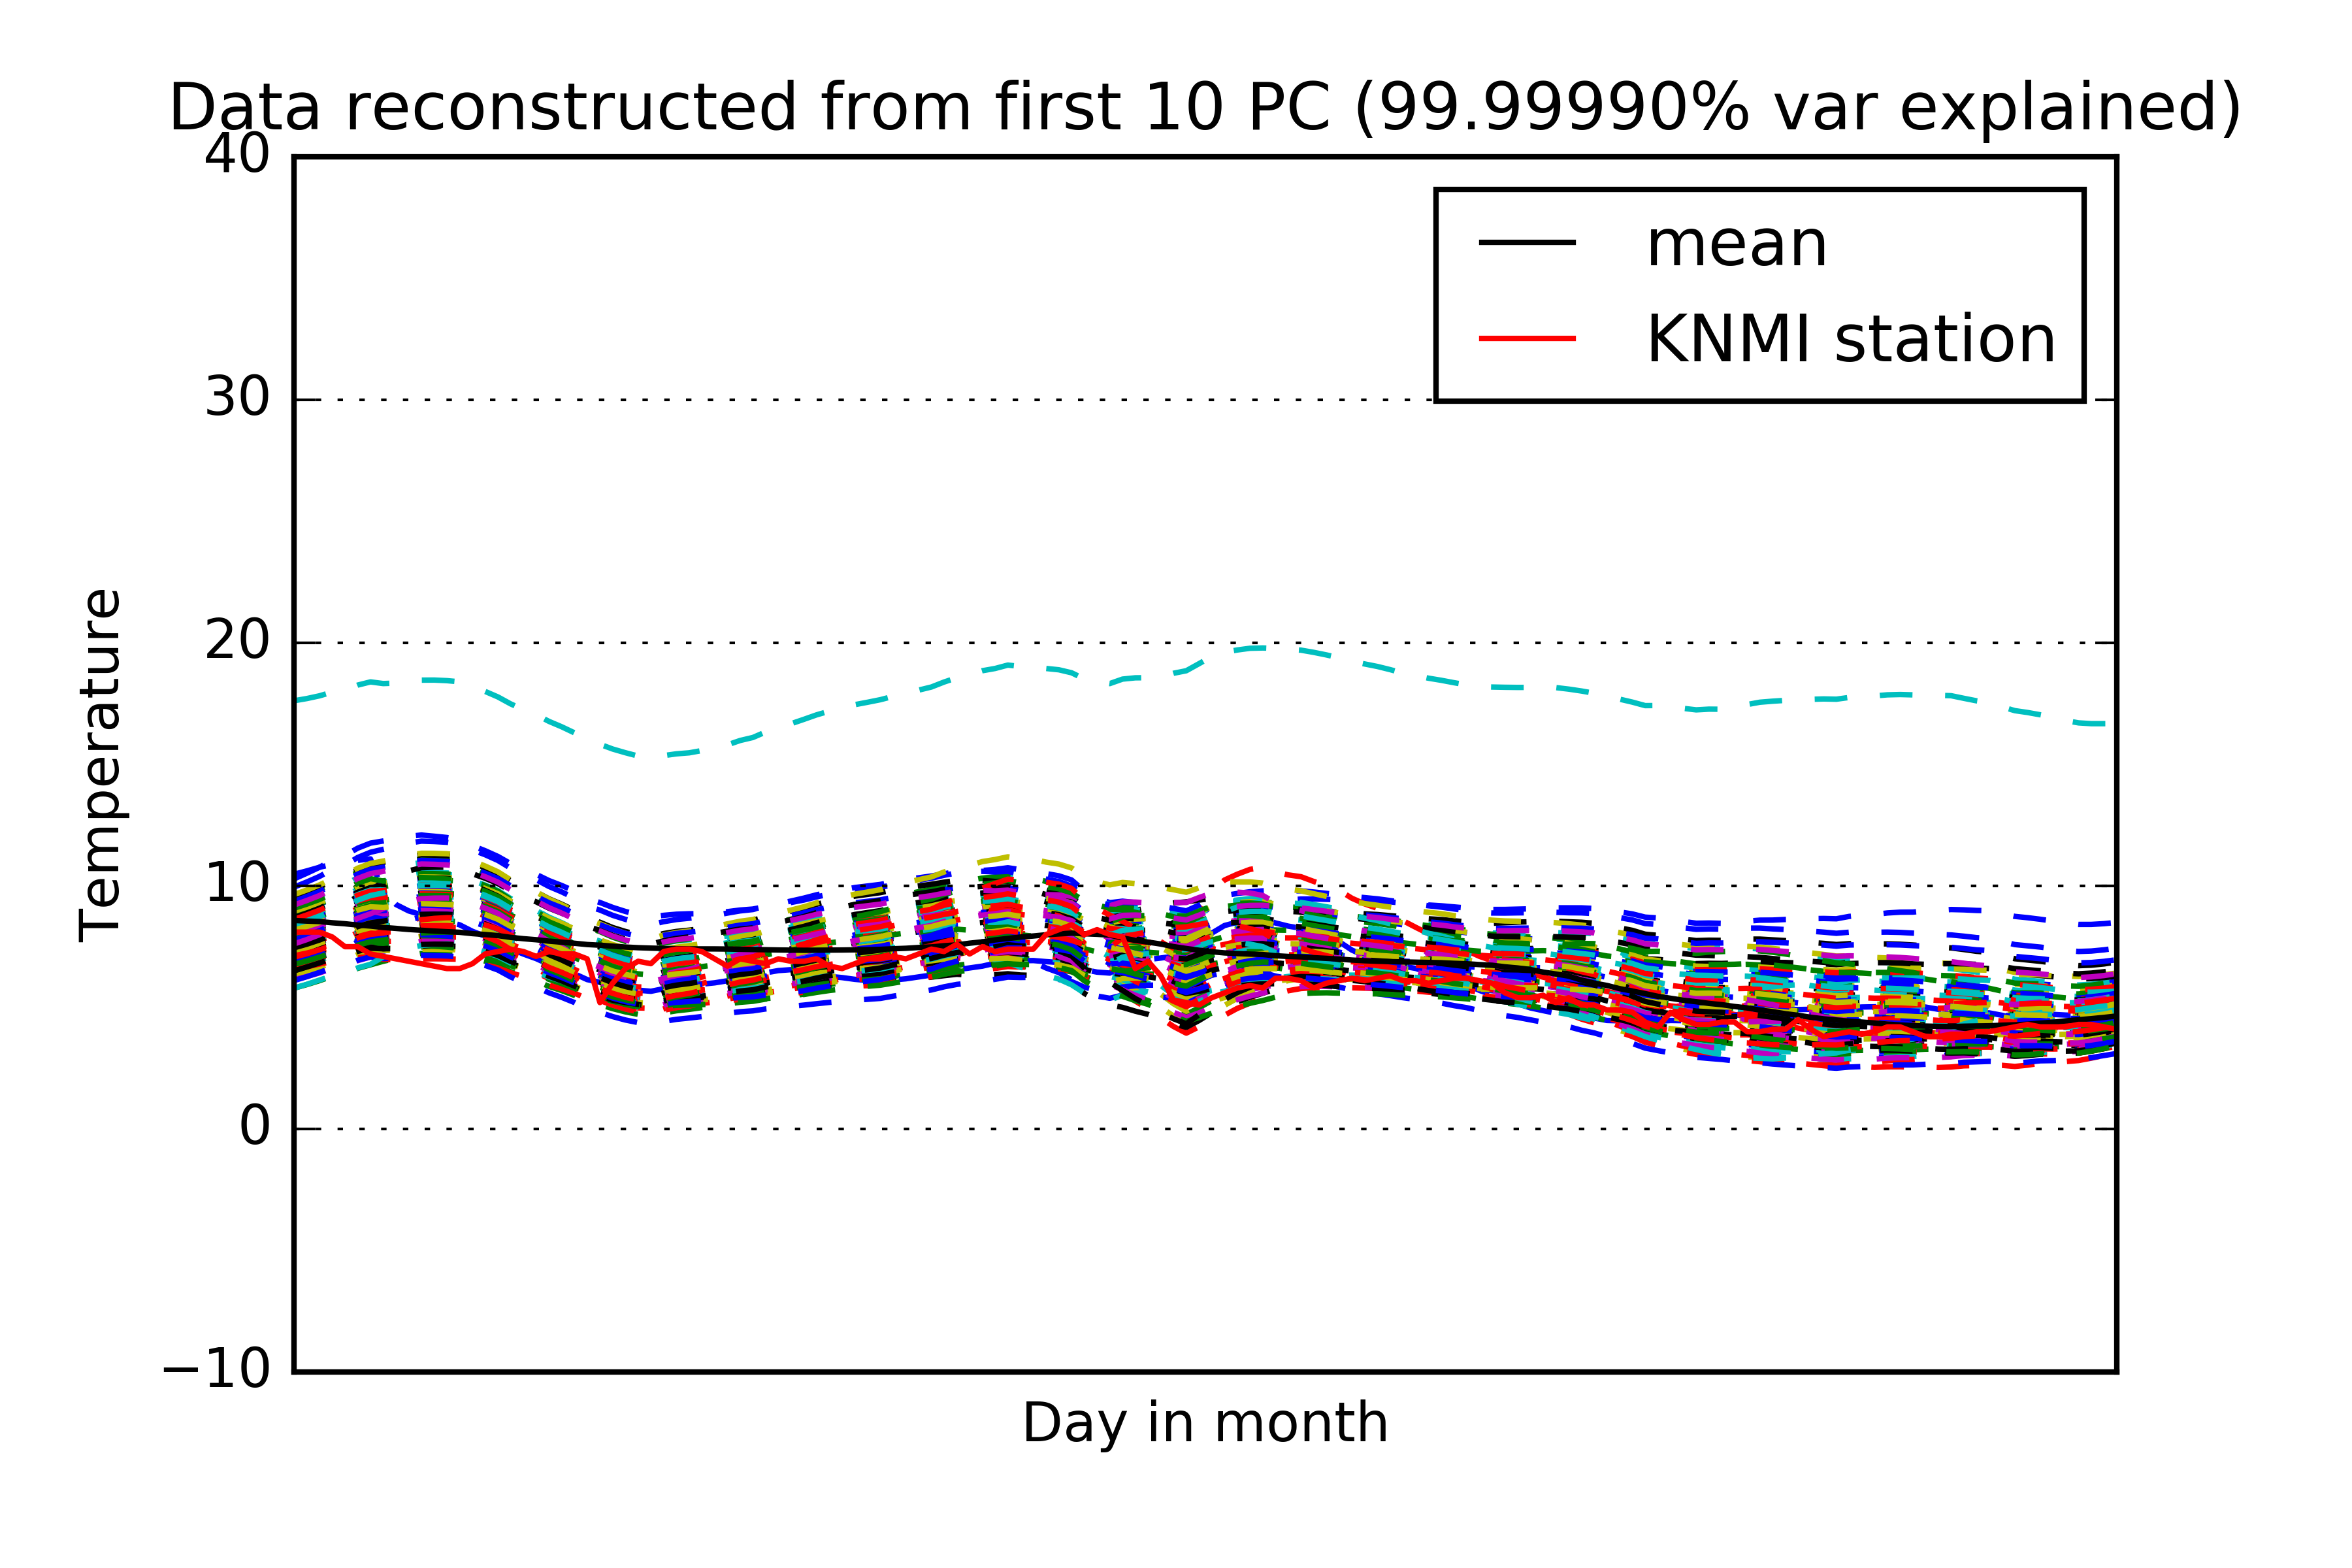 Data reconstructed from first 10 PC (99.99990% var explained)
40
30
20
10
0
−10
Temperature
mean
KNMI station
Day in month